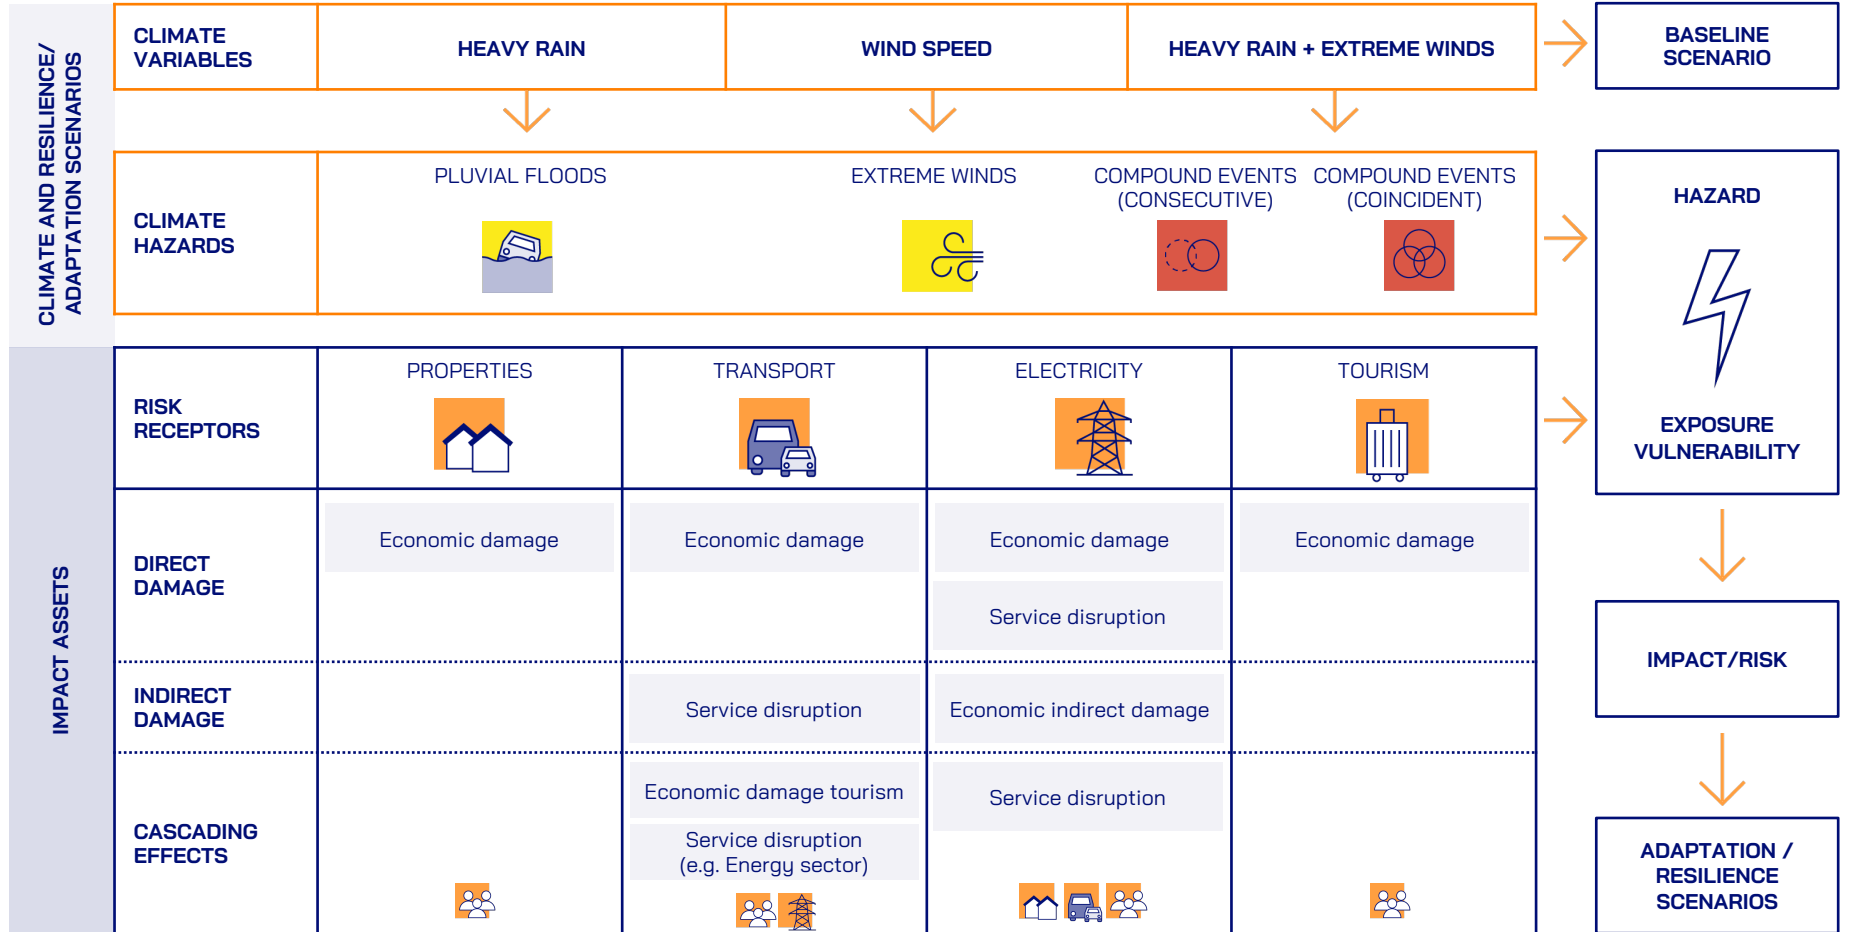 CLIMATE AND RESILIENCE/
ADAPTATION SCENARIOS
CLIMATE
VARIABLES
HEAVY RAIN
WIND SPEED
HEAVY RAIN + EXTREME WINDS
BASELINE
SCENARIO
CLIMATE
HAZARDS
PLUVIAL FLOODS
EXTREME WINDS
COMPOUND EVENTS
(CONSECUTIVE)
COMPOUND EVENTS
(COINCIDENT)
HAZARD
EXPOSURE
VULNERABILITY
IMPACT ASSETS
RISK
RECEPTORS
PROPERTIES
TRANSPORT
ELECTRICITY
TOURISM
DIRECT
DAMAGE
Economic damage
Economic damage
Economic damage
Economic damage
Service disruption
IMPACT/RISK
INDIRECT
DAMAGE
Service disruption
Economic indirect damage
CASCADING
EFFECTS
Economic damage tourism
Service disruption
(e.g. Energy sector)
Service disruption
ADAPTATION /
RESILIENCE
SCENARIOS